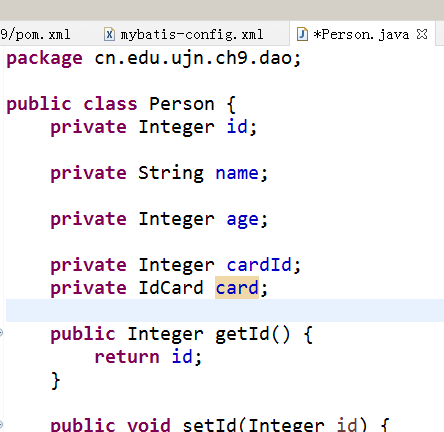 9/pom.xml mybatis-config.xml *Person.java
package cn.edu.ujn.ch9.dao;
public class Person {
private Integer id;
private String name;
private Integer age;
private Integer cardId;
private IdCard card;
public Integer getId() {
return id;
}
public void setId(Integer id) {